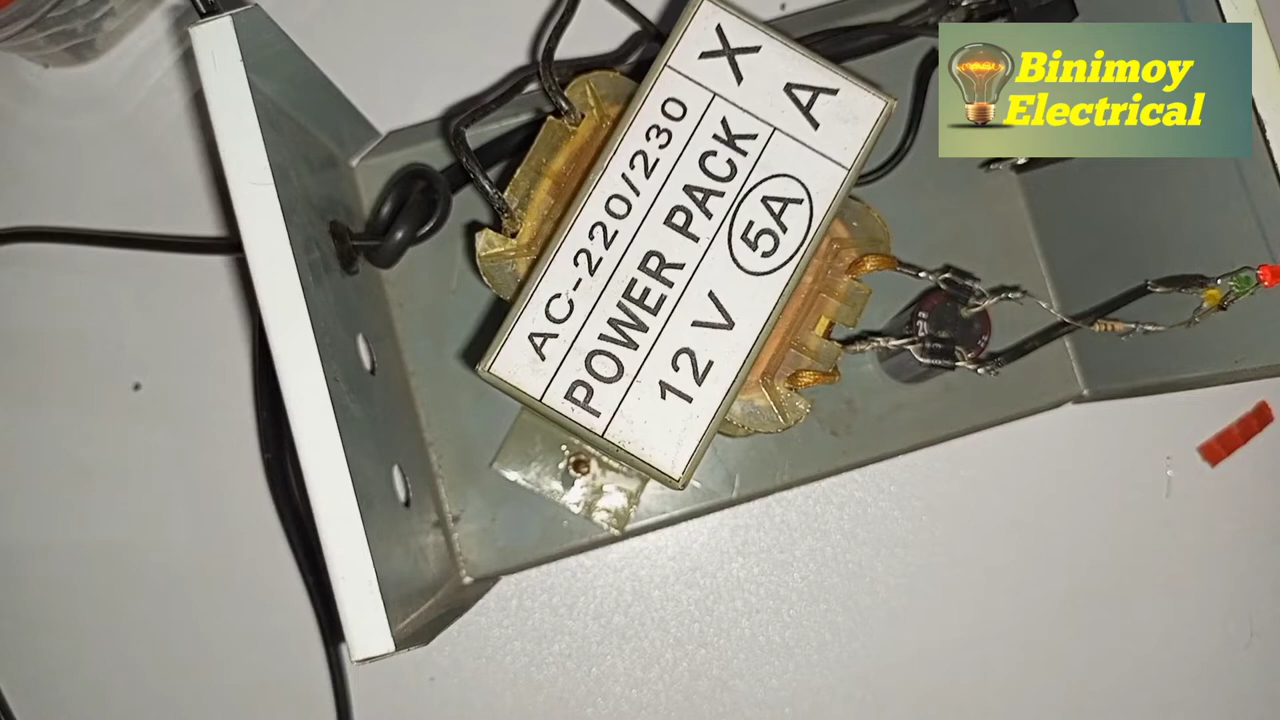 X
A
AC-220/230
POWER PACK
12 V 5A
Binimoy
Electrical